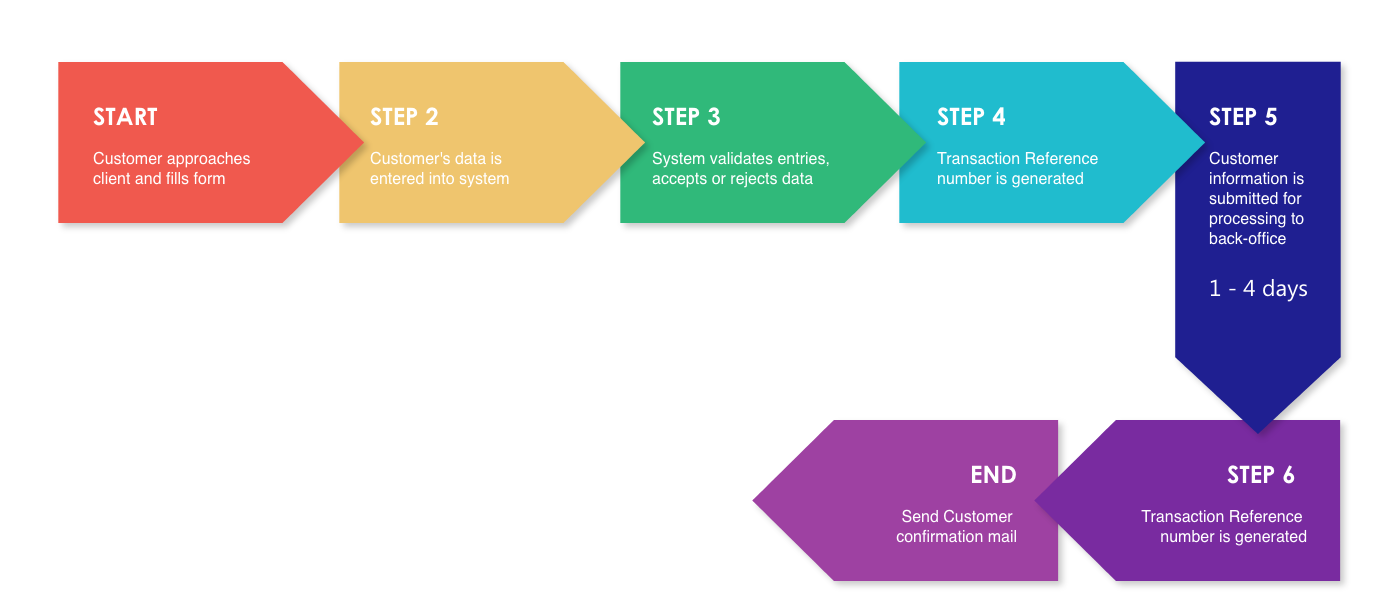 START
Customer approaches
client and fills form
STEP 2
Customer's data is
entered into system
STEP 3
System validates entries,
accepts or rejects data
STEP 4
Transaction Reference
number is generated
STEP 5
Customer
information is
submitted for
processing to
back-office
1 - 4 days
STEP 6
Transaction Reference
number is generated
END
Send Customer
confirmation mail